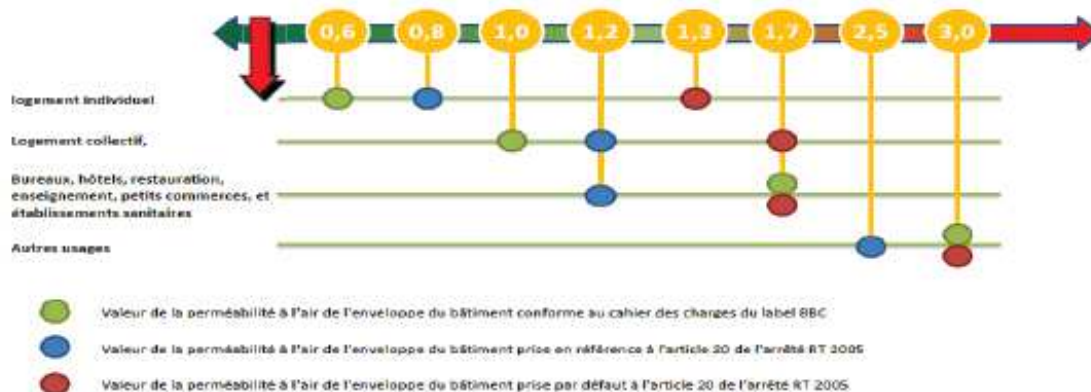 0,6 0,8 1,0 1,2 1,3 1,7 2,5 3,0
logement individuel
Logement collectif,
Bureaux, hôtels, restauration,
enseignement, petits commerces, et
établissements sanitaires
Autres usages
Valeur de la perméabilité à l'air de l'enveloppe du bâtiment conforme au cahier des charges du label BBC
Valeur de la perméabilité à l'air de l'enveloppe du bâtiment prise en référence à l'article 20 de l'arrêté RT 2005
Valeur de la perméabilité à l'air de l'enveloppe du bâtiment prise par défaut à l'article 20 de l'arrêté RT 2005